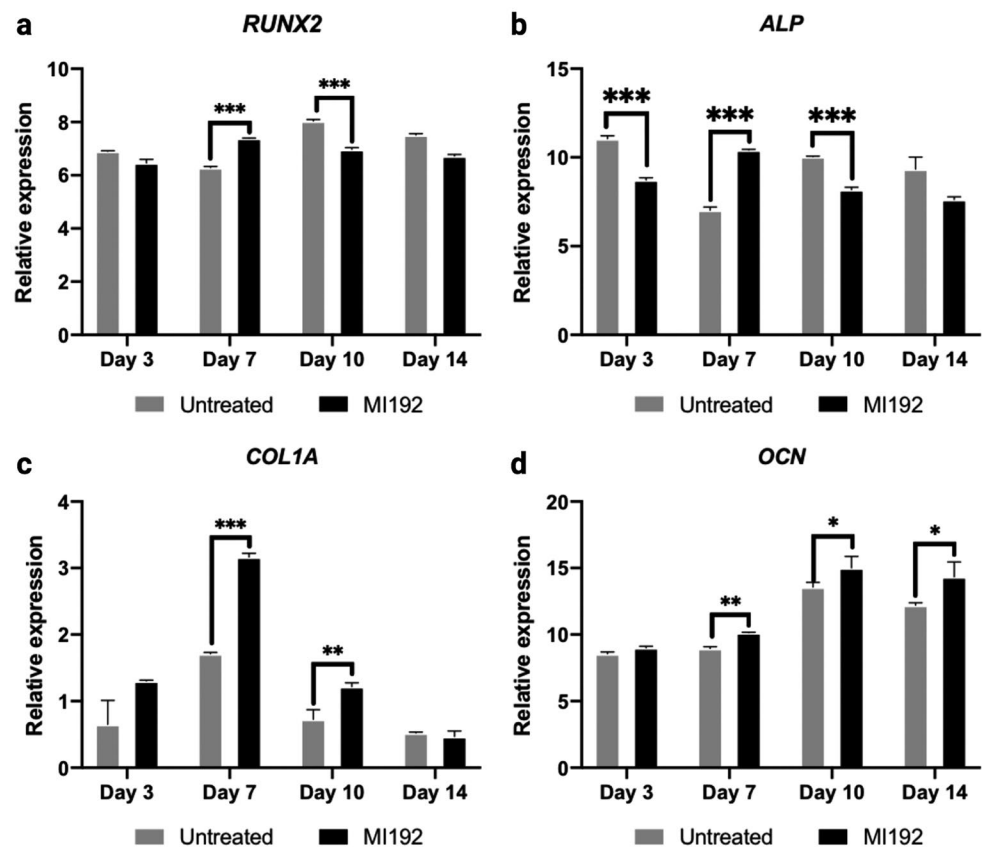 a
RUNX2
Relative expression
10
8
6
4
2
0
***
***
Day 3 Day 7 Day 10 Day 14
Untreated MI192
b
ALP
Relative expression
15
10
5
0
***
***
***
Day 3 Day 7 Day 10 Day 14
Untreated MI192
c
COL1A
Relative expression
4
3
2
1
0
***
**
Day 3 Day 7 Day 10 Day 14
Untreated MI192
d
OCN
Relative expression
20
15
10
5
0
**
*
*
Day 3 Day 7 Day 10 Day 14
Untreated MI192